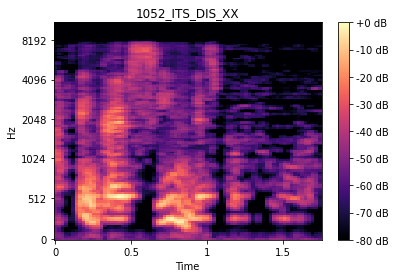 1052_ITS_DIS_XX
+0 dB
8192
-10 dB
4096
-20 dB
-30 dB
2048
Hz
-40 dB
1024
-50 dB
512
-60 dB
-70 dB
0
-80 dB
0
0.5
1
1.5
Time